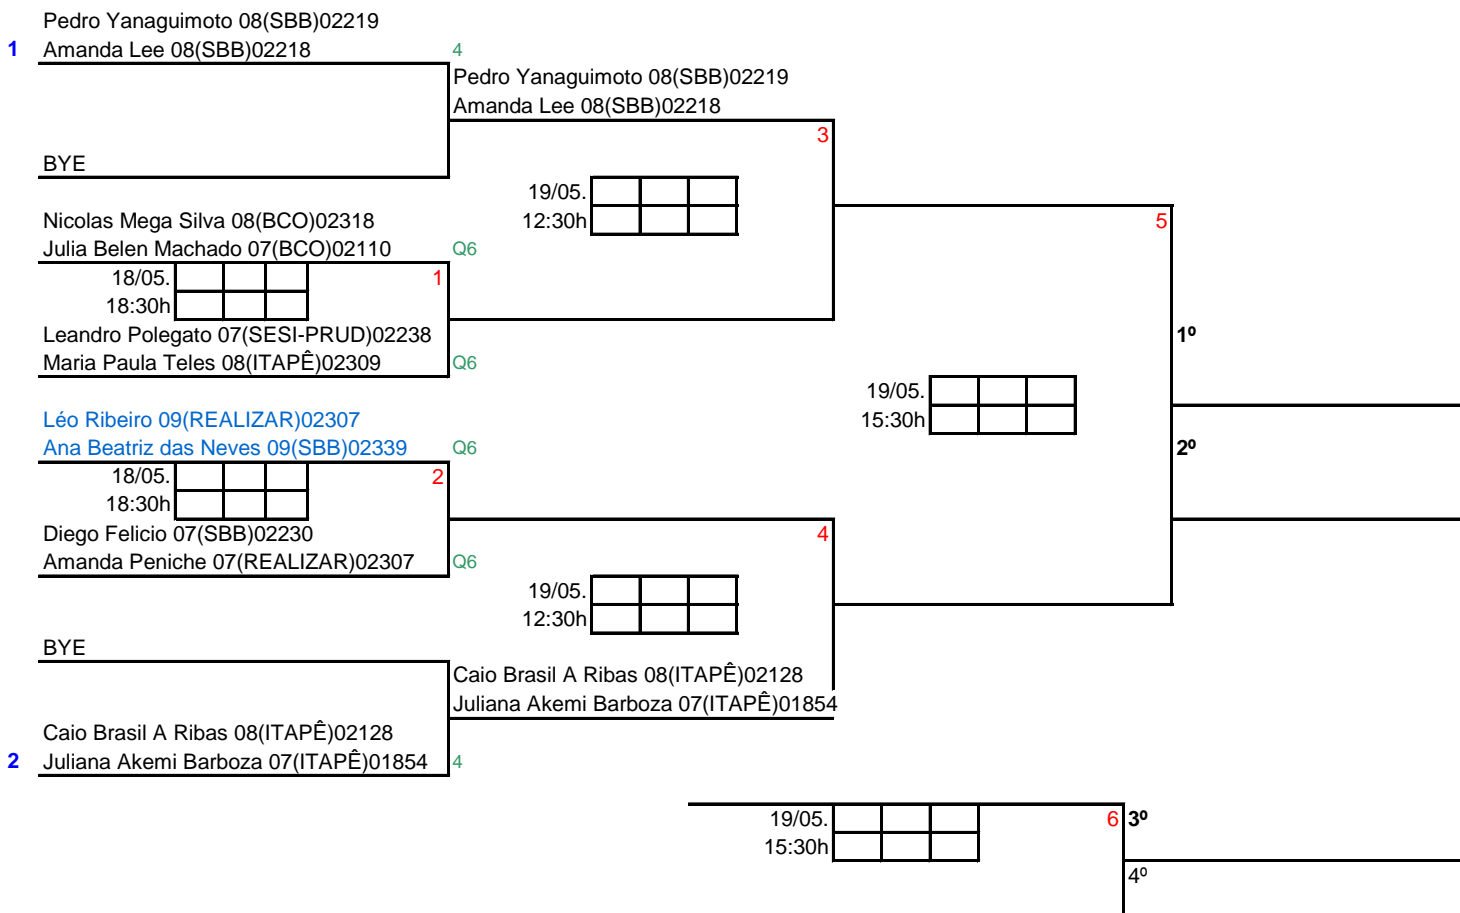 Pedro Yanaguimoto 08(SBB)02219
1 Amanda Lee 08(SBB)02218 4
Pedro Yanaguimoto 08(SBB)02219
Amanda Lee 08(SBB)02218
3
BYE
19/05.
12:30h
Nicolas Mega Silva 08(BCO)02318
5
Julia Belen Machado 07(BCO)02110 Q6
18/05. 1
18:30h
Leandro Polegato 07(SESI-PRUD)02238
1º
Maria Paula Teles 08(ITAPÊ)02309 Q6
19/05.
15:30h
Léo Ribeiro 09(REALIZAR)02307
Ana Beatriz das Neves 09(SBB)02339 Q6
2º
18/05. 2
18:30h
Diego Felicio 07(SBB)02230
4
Amanda Peniche 07(REALIZAR)02307 Q6
19/05.
12:30h
BYE
Caio Brasil A Ribas 08(ITAPÊ)02128
Juliana Akemi Barboza 07(ITAPÊ)01854
Caio Brasil A Ribas 08(ITAPÊ)02128
2 Juliana Akemi Barboza 07(ITAPÊ)01854 4
19/05. 6 3º
15:30h
4º